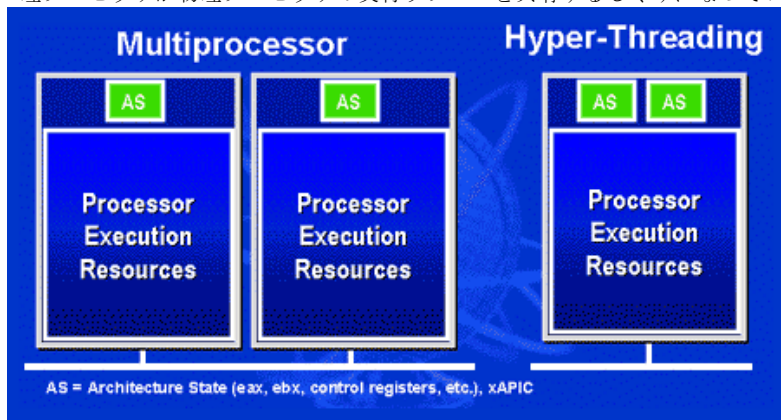 Multiprocessor
Hyper-Threading
AS
AS
AS
AS
Processor
Execution
Resources
Processor
Execution
Resources
Processor
Execution
Resources
AS = Architecture State (eax, ebx, control registers, etc.), xAPIC